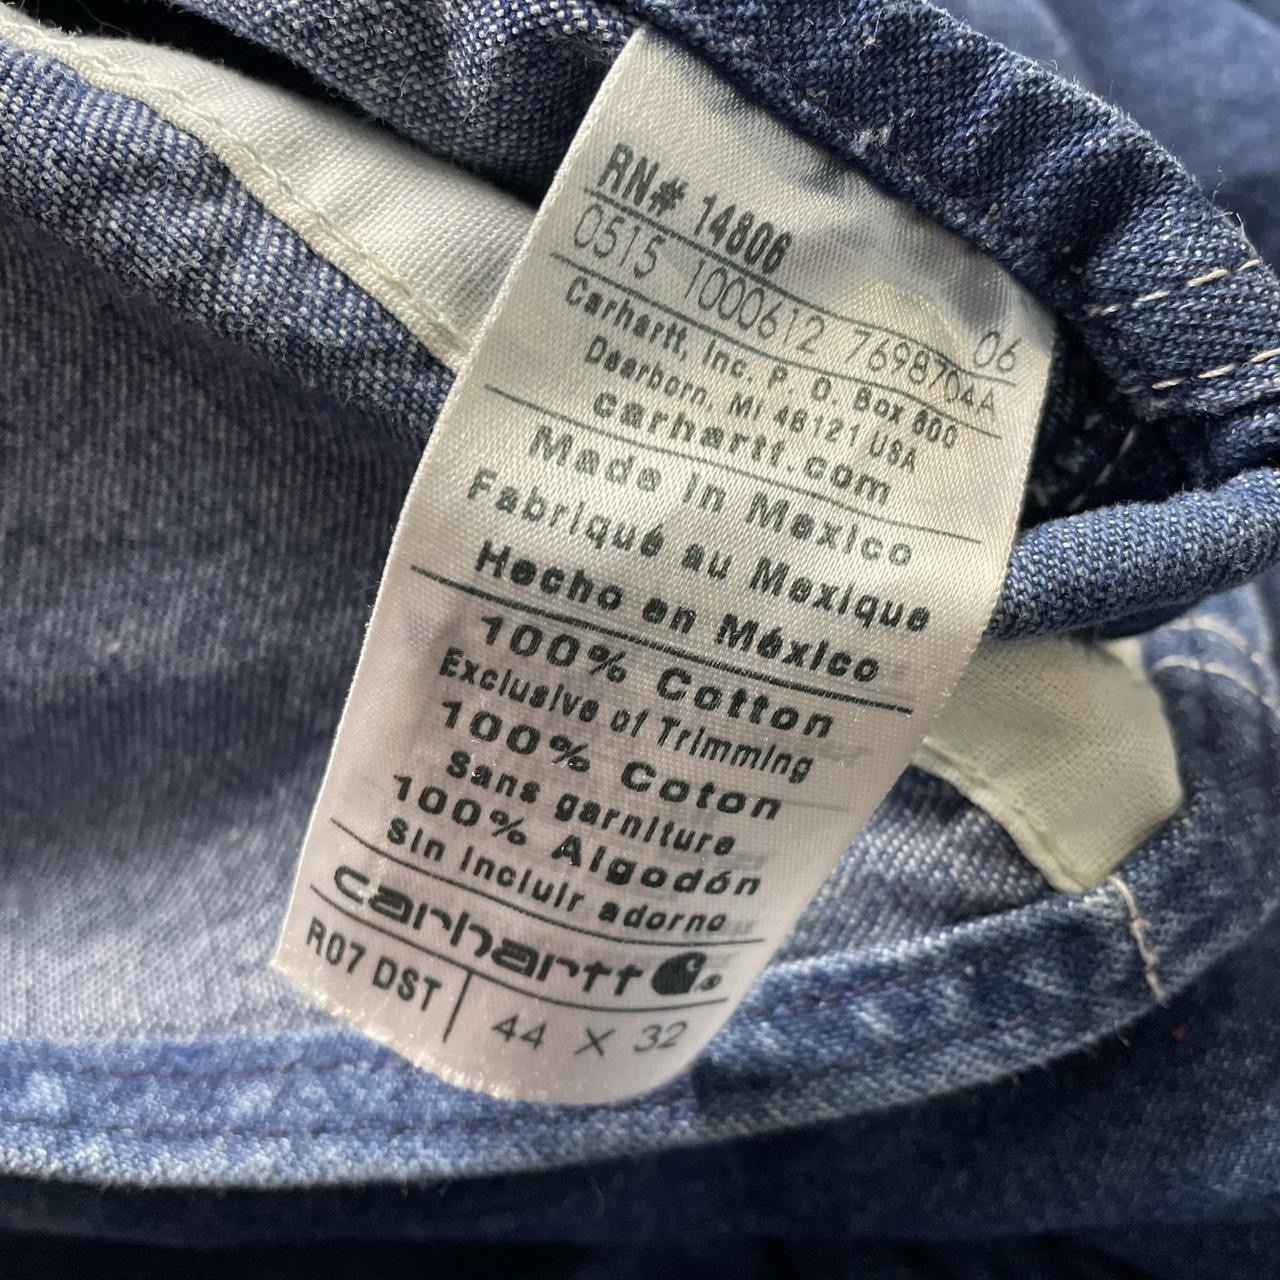 RN# 14806
06
0515 1000612 7698704A
Carhartt, Inc. P. O. Box 600
Dearborn, MI 48121 USA
carhartt.com
Made in Mexico
Fabriqué au Mexique
Hecho en México
100% Cotton
Exclusive of Trimming
100% Coton
Sans garniture
100% Algodón
Sin incluir adorno
carhartt ®
R07 DST 44 X 32